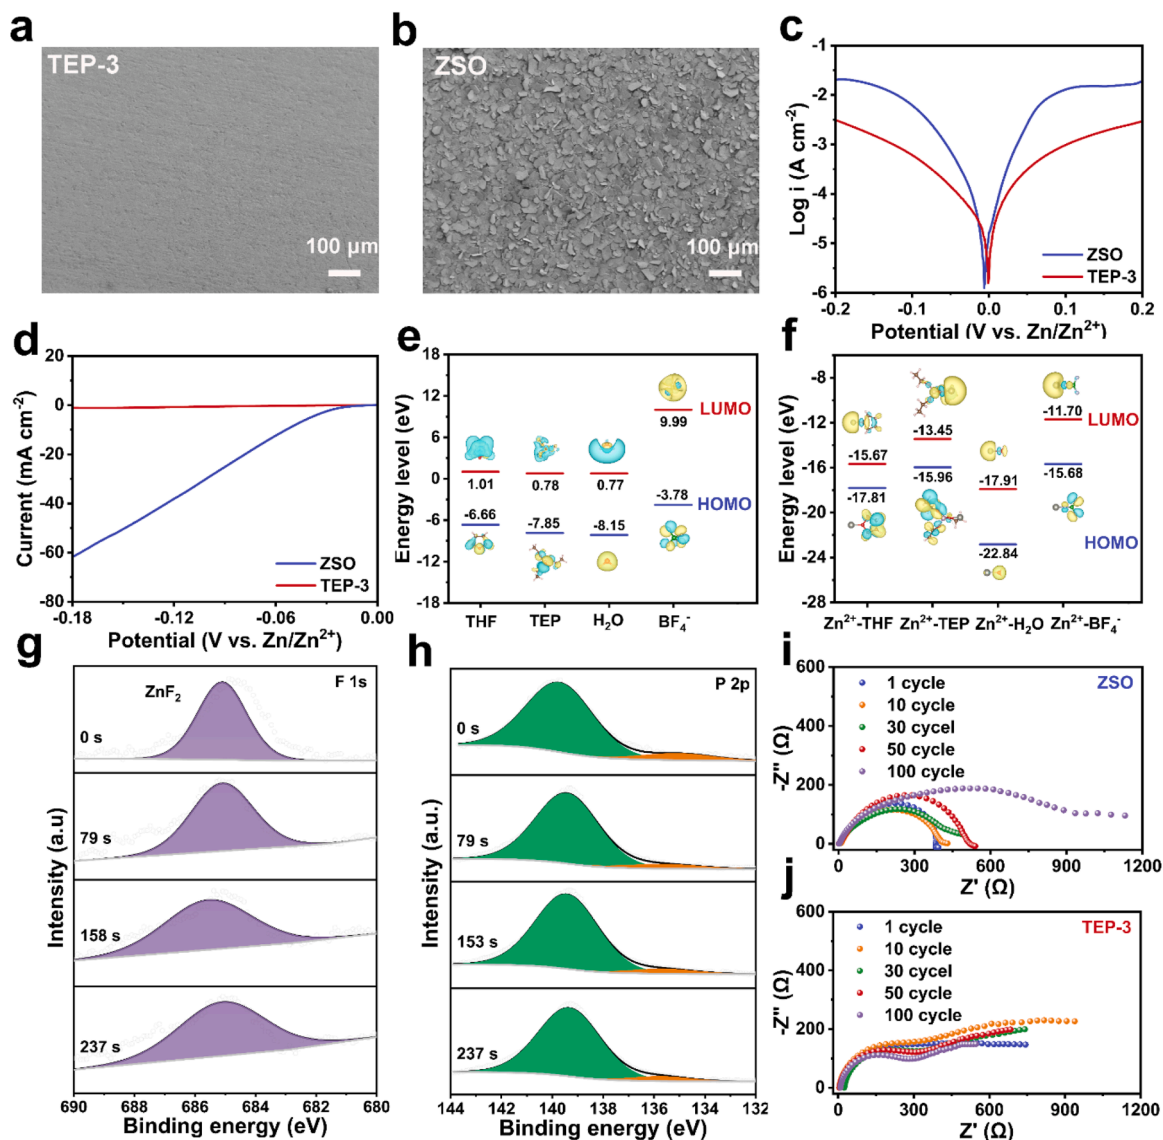 a
TEP-3
100 μm
b
ZSO
100 μm
c
Log i (A cm⁻²)
-1
-2
-3
-4
-5
-6
-0.2
-0.1
0.0
0.1
0.2
ZSO
TEP-3
Potential (V vs. Zn/Zn²⁺)
d
Current (mA cm⁻²)
20
0
-20
-40
-60
-80
-0.18
-0.12
-0.06
0.00
ZSO
TEP-3
Potential (V vs. Zn/Zn²⁺)
e
Energy level (eV)
18
12
6
0
-6
-12
-18
9.99
LUMO
1.01
0.78
0.77
-3.78
HOMO
-6.66
-7.85
-8.15
THF
TEP
H₂O
BF₄⁻
f
Energy level (eV)
-8
-12
-16
-20
-24
-28
-11.70
LUMO
-13.45
-15.67
-15.96
-15.68
-17.81
-17.91
HOMO
-22.84
Zn²⁺-THF
Zn²⁺-TEP
Zn²⁺-H₂O
Zn²⁺-BF₄⁻
g
Intensity (a.u)
ZnF₂
F 1s
0 s
79 s
158 s
237 s
690
688
686
684
682
680
Binding energy (eV)
h
Intensity (a.u)
P 2p
0 s
79 s
153 s
237 s
144
142
140
138
136
134
132
Binding energy (eV)
i
-Z'' (Ω)
600
400
200
0
ZSO
1 cycle
10 cycle
30 cycel
50 cycle
100 cycle
0
300
600
900
1200
Z' (Ω)
j
-Z'' (Ω)
600
400
200
0
TEP-3
1 cycle
10 cycle
30 cycel
50 cycle
100 cycle
0
300
600
900
1200
Z' (Ω)